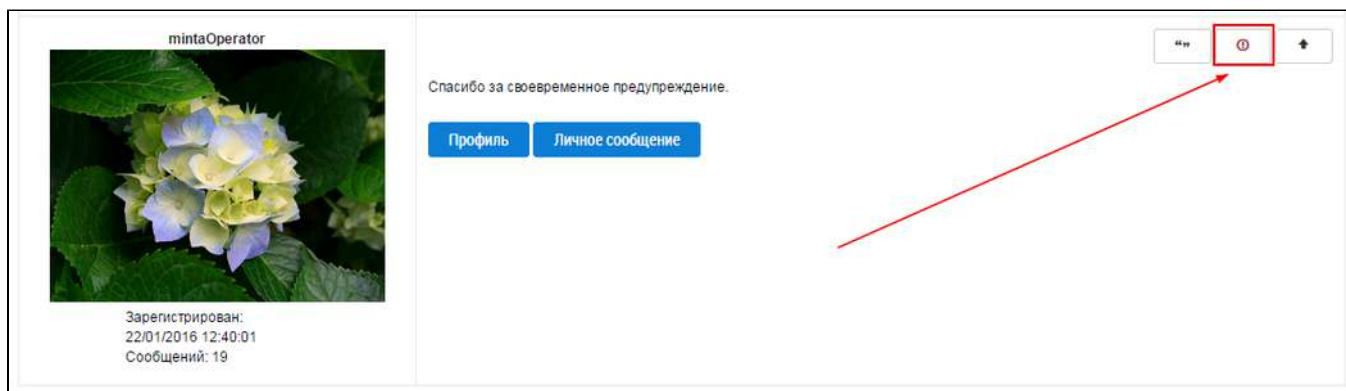 mintaOperator
Спасибо за своевременное предупреждение.
Профиль
Личное сообщение
Зарегистрирован:
22/01/2016 12:40:01
Сообщений: 19